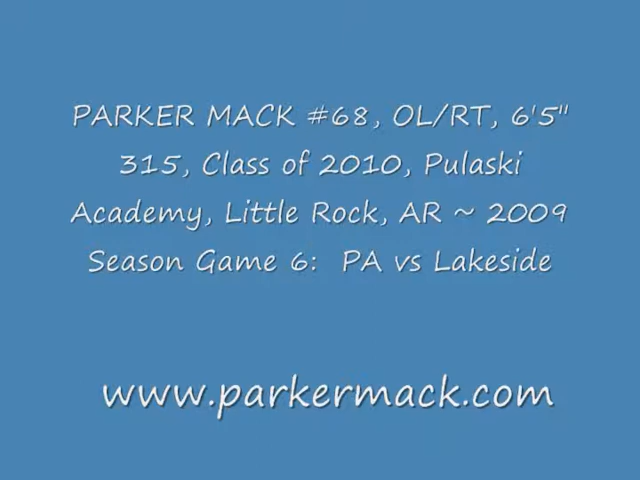 PARKER MACK #68, OL/RT, 6'5"
315, Class of 2010, Pulaski
Academy, Little Rock, AR ~ 2009
Season Game 6: PA vs Lakeside
www.parkermack.com